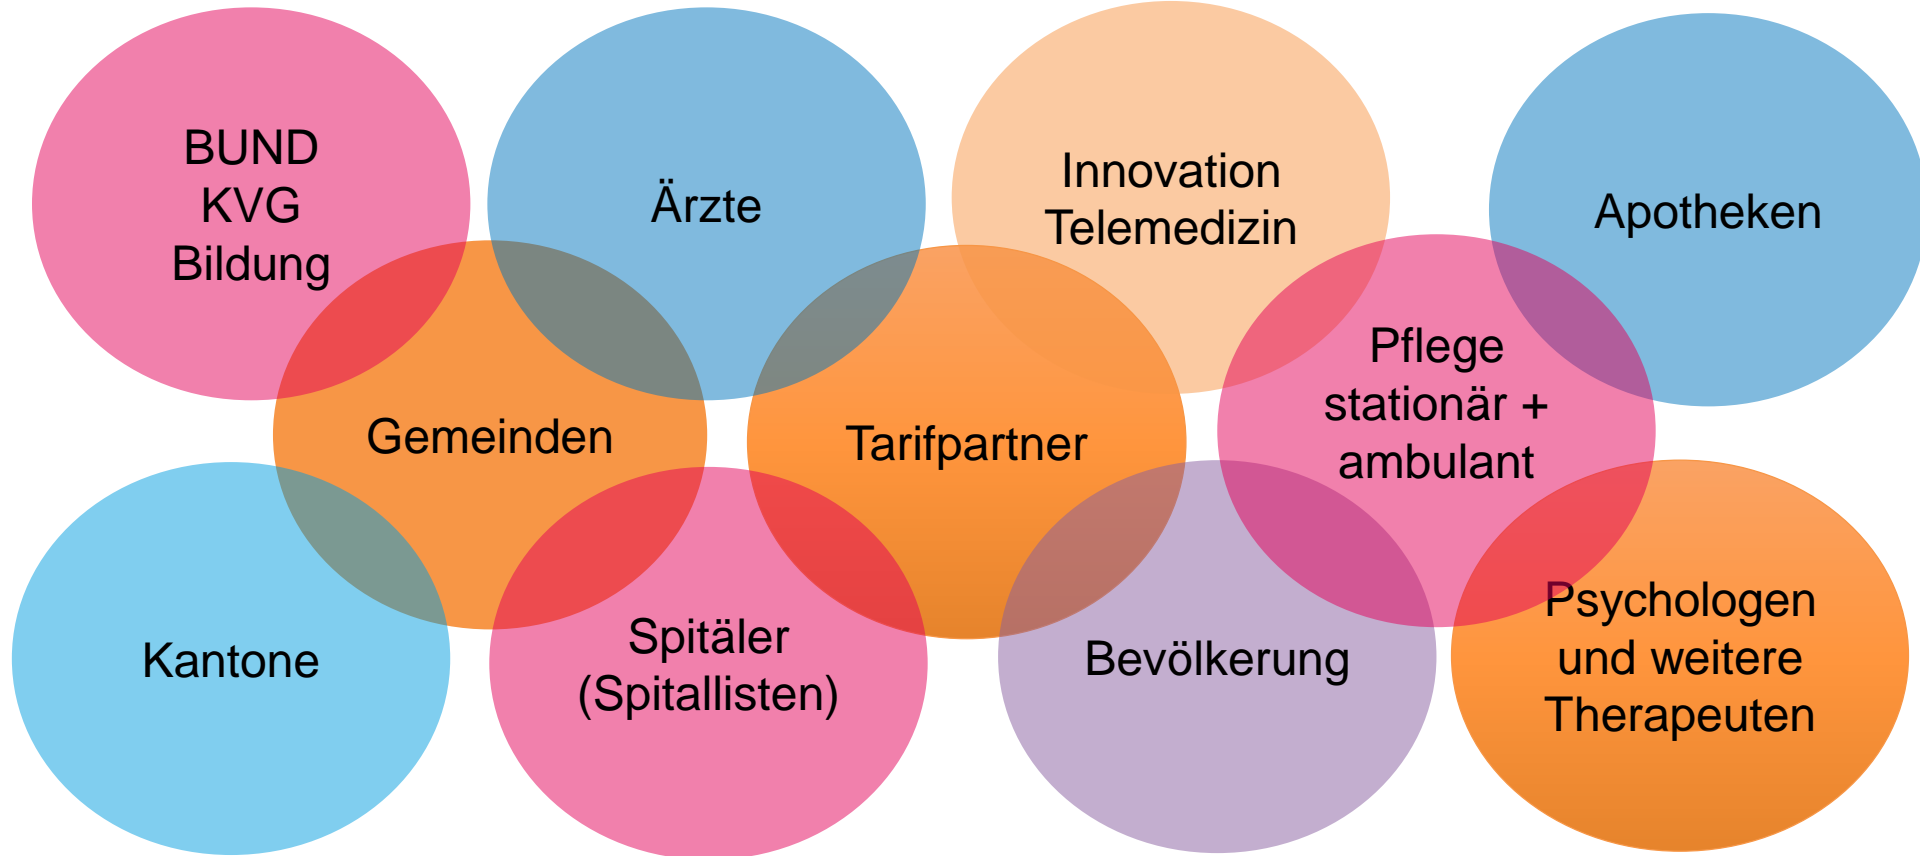 BUND
KVG
Bildung
Ärzte
Innovation
Telemedizin
Apotheken
Gemeinden
Tarifpartner
Pflege
stationär +
ambulant
Kantone
Spitäler
(Spitallisten)
Bevölkerung
Psychologen
und weitere
Therapeuten